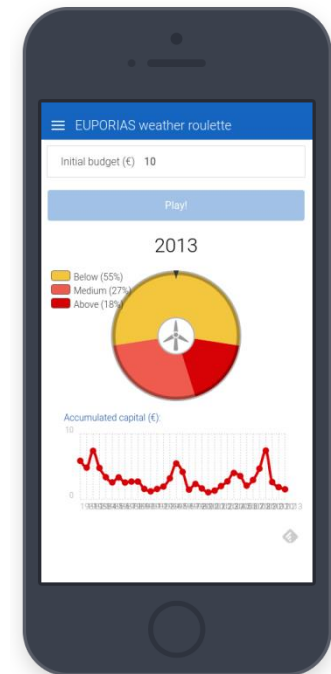 EUPORIAS weather roulette
Initial budget (€) 10
Play!
2013
Below (55%)
Medium (27%)
Above (18%)
Accumulated capital (€):
10
0